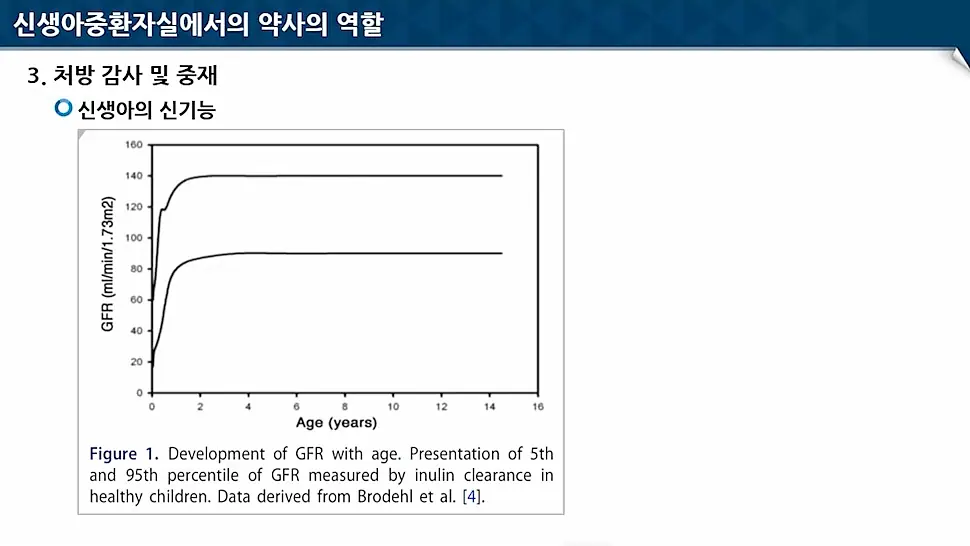 신생아중환자실에서의 약사의 역할
3. 처방 감사 및 중재
신생아의 신기능
160
140
120
100
80
60
40
20
0
GFR (ml/min/1.73m2)
0 2 4 6 8 10 12 14 16
Age (years)
Figure 1. Development of GFR with age. Presentation of 5th
and 95th percentile of GFR measured by inulin clearance in
healthy children. Data derived from Brodehl et al. [4].